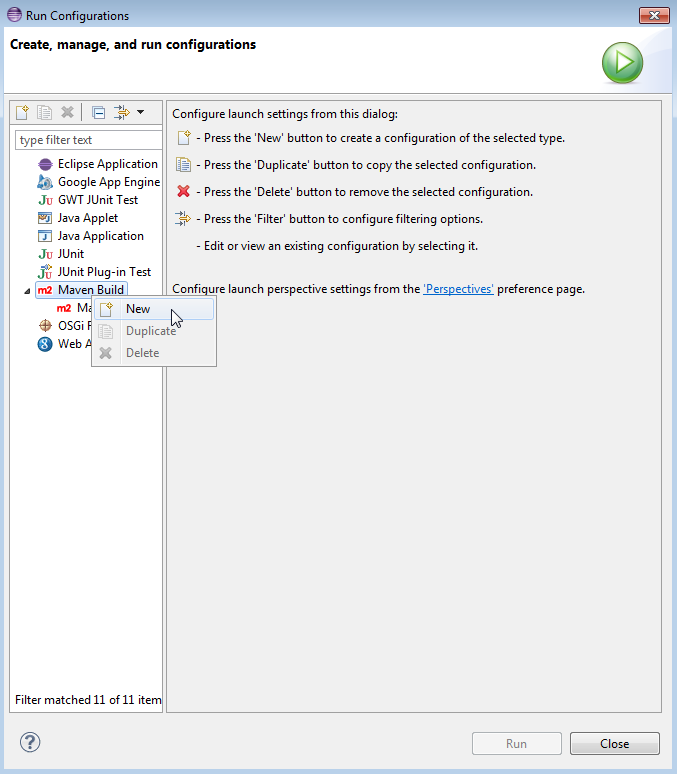 Run Configurations
Create, manage, and run configurations
type filter text
Eclipse Application
Google App Engine
Ju GWT JUnit Test
Java Applet
J Java Application
Ju JUnit
Ju JUnit Plug-in Test
m2 Maven Build
m2 Ma
OSGi
8 Web A
New
Duplicate
Delete
Filter matched 11 of 11 item
Configure launch settings from this dialog:
- Press the 'New' button to create a configuration of the selected type.
- Press the 'Duplicate' button to copy the selected configuration.
- Press the 'Delete' button to remove the selected configuration.
- Press the 'Filter' button to configure filtering options.
- Edit or view an existing configuration by selecting it.
Configure launch perspective settings from the 'Perspectives' preference page.
?
Run
Close